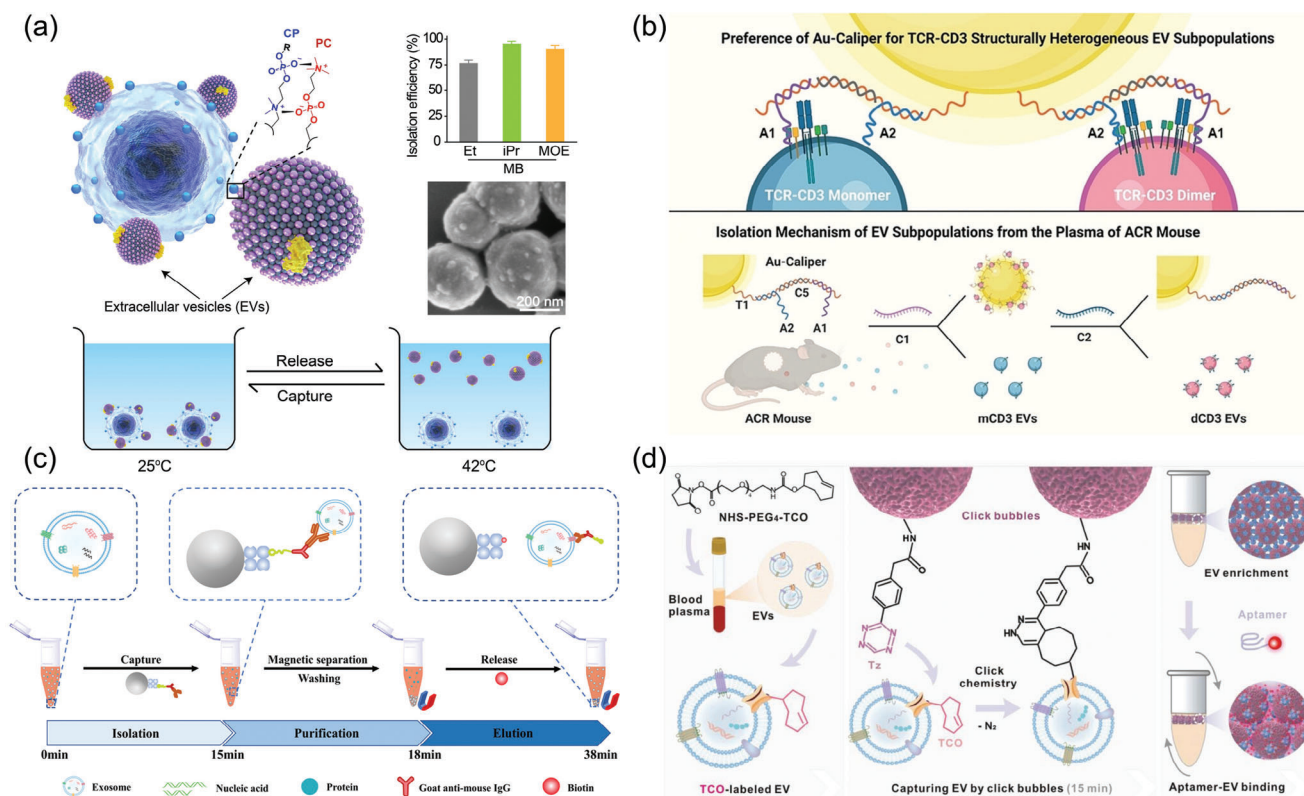 (a)
CP
R
O
O
P
O⁻
O
N⁺
PC
N⁺
O
O⁻
P
O
O
Isolation efficiency (%)
100
75
50
25
0
Et
iPr
MOE
MB
200 nm
Extracellular vesicles (EVs)
Release
Capture
25℃
42℃
(b)
Preference of Au-Caliper for TCR-CD3 Structurally Heterogeneous EV Subpopulations
A1
A2
A2
A1
TCR-CD3 Monomer
TCR-CD3 Dimer
Isolation Mechanism of EV Subpopulations from the Plasma of ACR Mouse
Au-Caliper
T1
C5
A2
A1
C1
C2
ACR Mouse
mCD3 EVs
dCD3 EVs
(c)
Capture
Magnetic separation
Washing
Release
Isolation
Purification
Elution
0min
15min
18min
38min
Exosome
Nucleic acid
Protein
Goat anti-mouse IgG
Biotin
(d)
NHS-PEG₄-TCO
Blood
plasma
EVs
TCO-labeled EV
Click bubbles
NH
O
N
N
N
N
Tz
TCO
Click
chemistry
- N₂
NH
O
N
HN
Capturing EV by click bubbles (15 min)
EV enrichment
Aptamer
Aptamer-EV binding